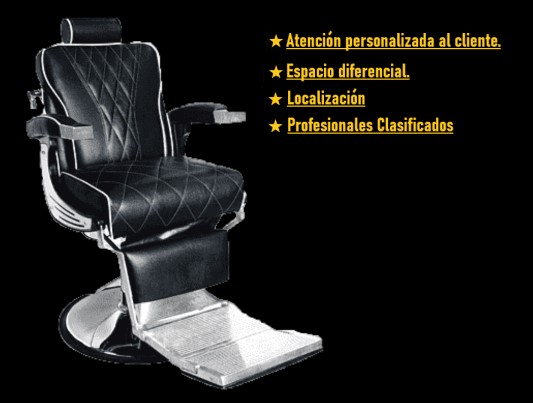 ★ Atención personalizada al cliente.
★ Espacio diferencial.
★ Localización
★ Profesionales Clasificados